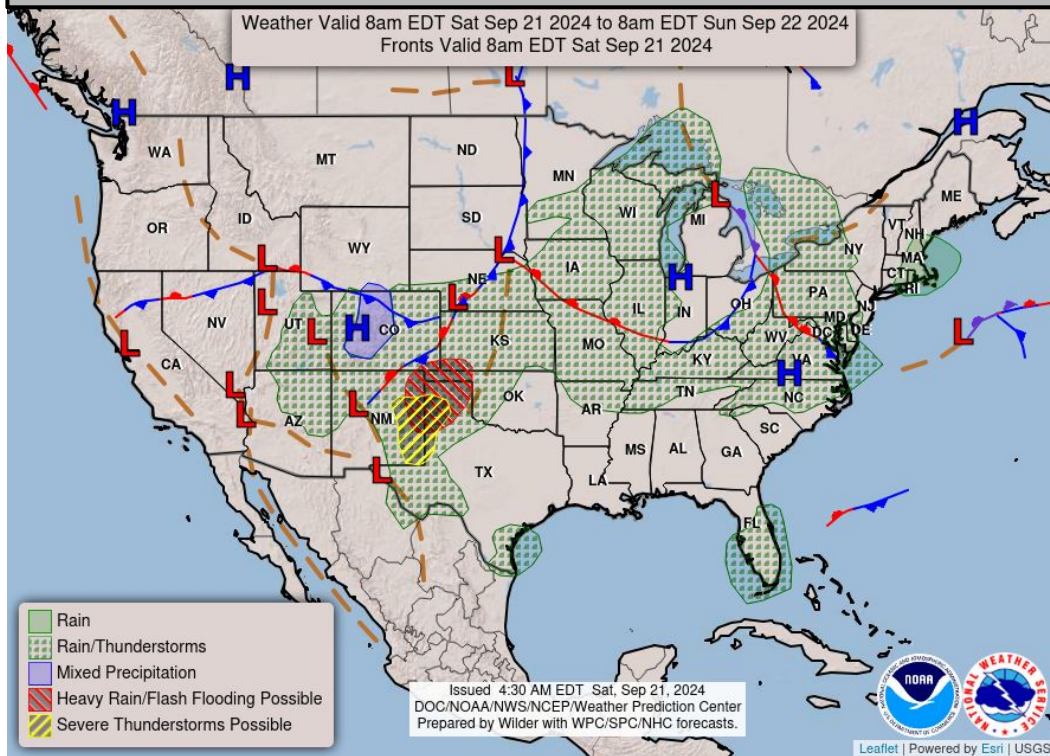 Weather Valid 8am EDT Sat Sep 21 2024 to 8am EDT Sun Sep 22 2024
Fronts Valid 8am EDT Sat Sep 21 2024
L
H
H
H
WA
MT
ND
MN
ME
OR
ID
SD
WI
MI
L
VT
NH
NY
MA
CT
RI
WY
L
L
NE
IA
H
L
L
NV
UT
L
H
CO
IL
IN
OH
PA
NJ
MD
DE
DC
L
L
CA
KS
MO
KY
WV
VA
H
L
L
AZ
L
NM
OK
AR
TN
NC
SC
L
TX
LA
MS
AL
GA
FL
Rain
Rain/Thunderstorms
Mixed Precipitation
Heavy Rain/Flash Flooding Possible
Severe Thunderstorms Possible
Issued 4:30 AM EDT Sat, Sep 21, 2024
DOC/NOAA/NWS/NCEP/Weather Prediction Center
Prepared by Wilder with WPC/SPC/NHC forecasts.
NOAA
NATIONAL WEATHER SERVICE
Leaflet | Powered by Esri | USGS